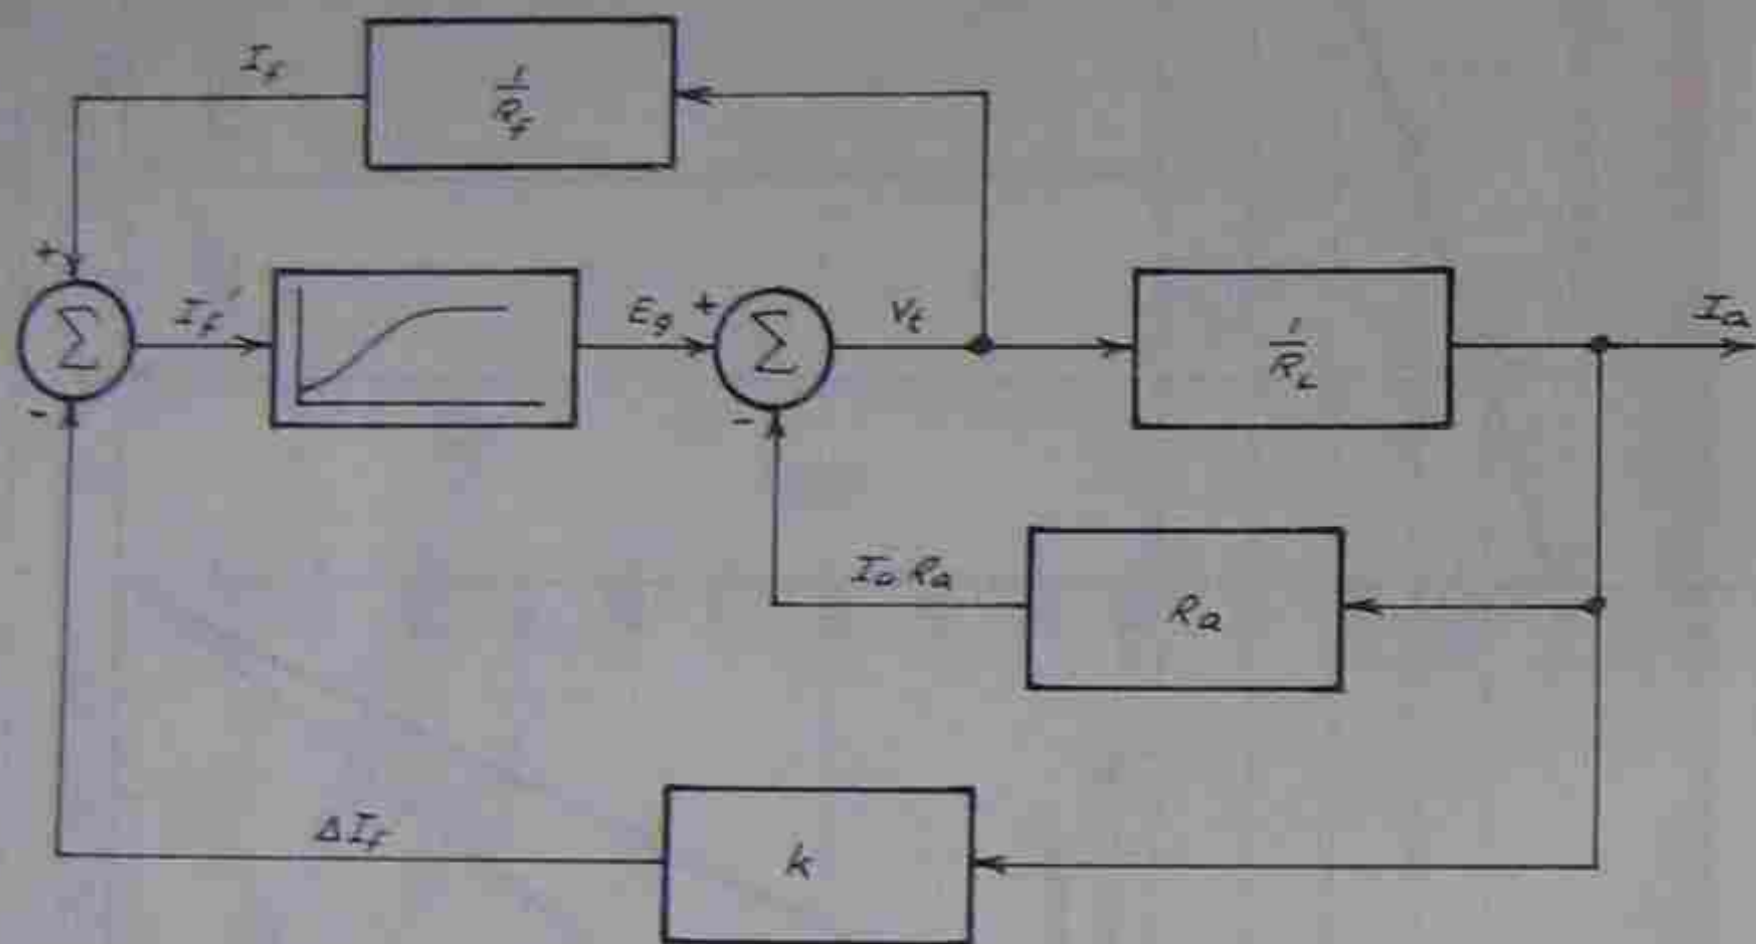 I_f
1/R_f
+
Σ
-
I_f'
E_g
+
Σ
-
V_t
1/R_L
I_a
I_a R_a
R_a
ΔI_f
k